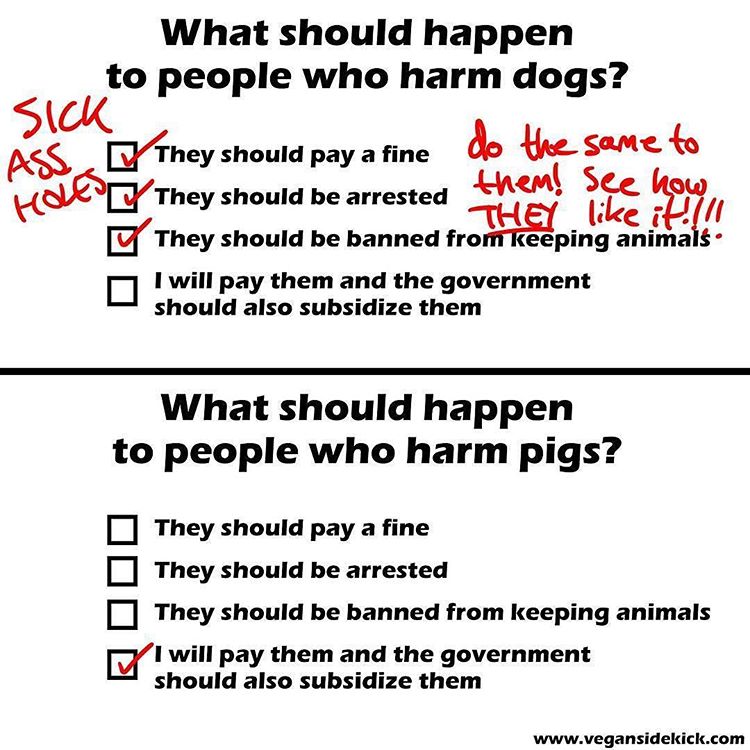 What should happen
to people who harm dogs?
SICK
ASS
HOLES
They should pay a fine
They should be arrested
They should be banned from keeping animals
I will pay them and the government
should also subsidize them
do the same to
them! See how
THEY like it!!!!
What should happen
to people who harm pigs?
They should pay a fine
They should be arrested
They should be banned from keeping animals
I will pay them and the government
should also subsidize them
www.vegansidekick.com